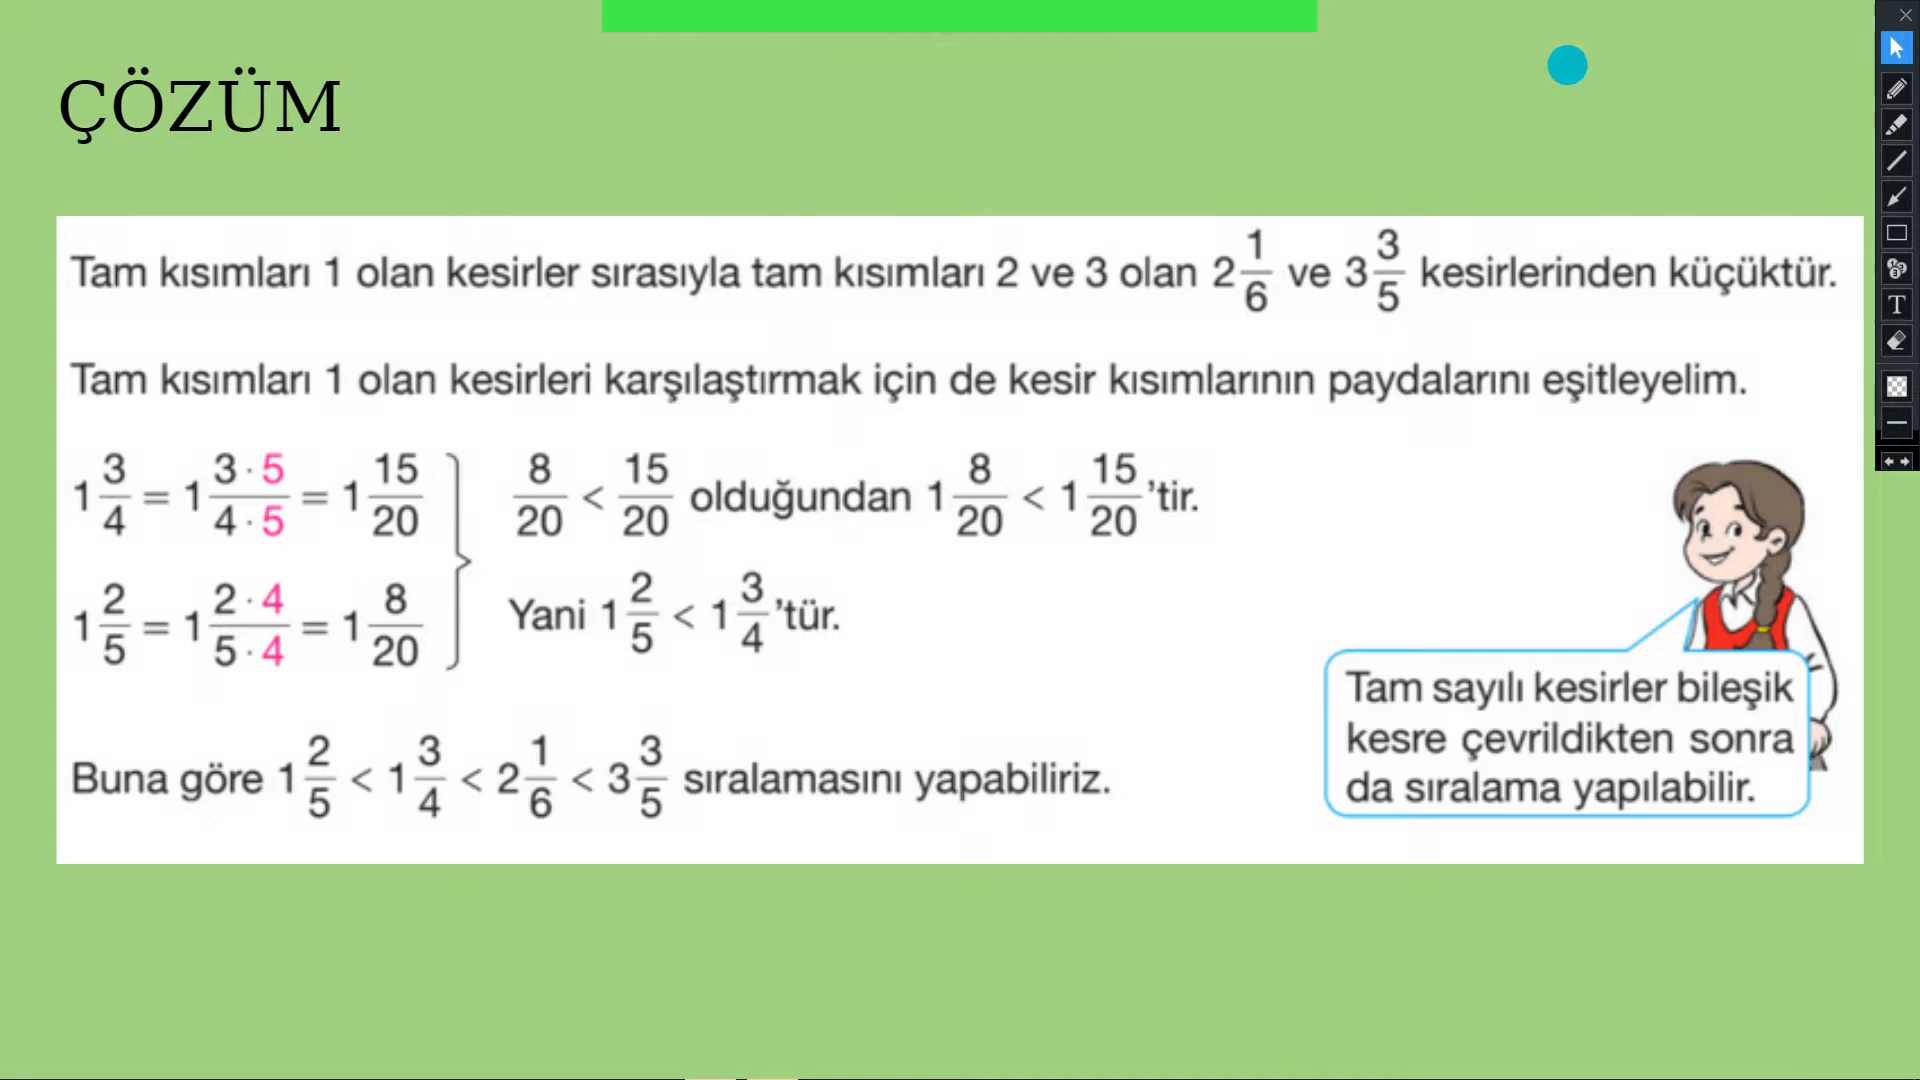 ÇÖZÜM
Tam kısımları 1 olan kesirler sırasıyla tam kısımları 2 ve 3 olan 2 1/6 ve 3 3/5 kesirlerinden küçüktür.
Tam kısımları 1 olan kesirleri karşılaştırmak için de kesir kısımlarının paydalarını eşitleyelim.
1 3/4 = 1 3·5/4·5 = 1 15/20
1 2/5 = 1 2·4/5·4 = 1 8/20
8/20 < 15/20 olduğundan 1 8/20 < 1 15/20 'tir.
Yani 1 2/5 < 1 3/4 'tür.
Buna göre 1 2/5 < 1 3/4 < 2 1/6 < 3 3/5 sıralamasını yapabiliriz.
Tam sayılı kesirler bileşik
kesre çevrildikten sonra
da sıralama yapılabilir.
T